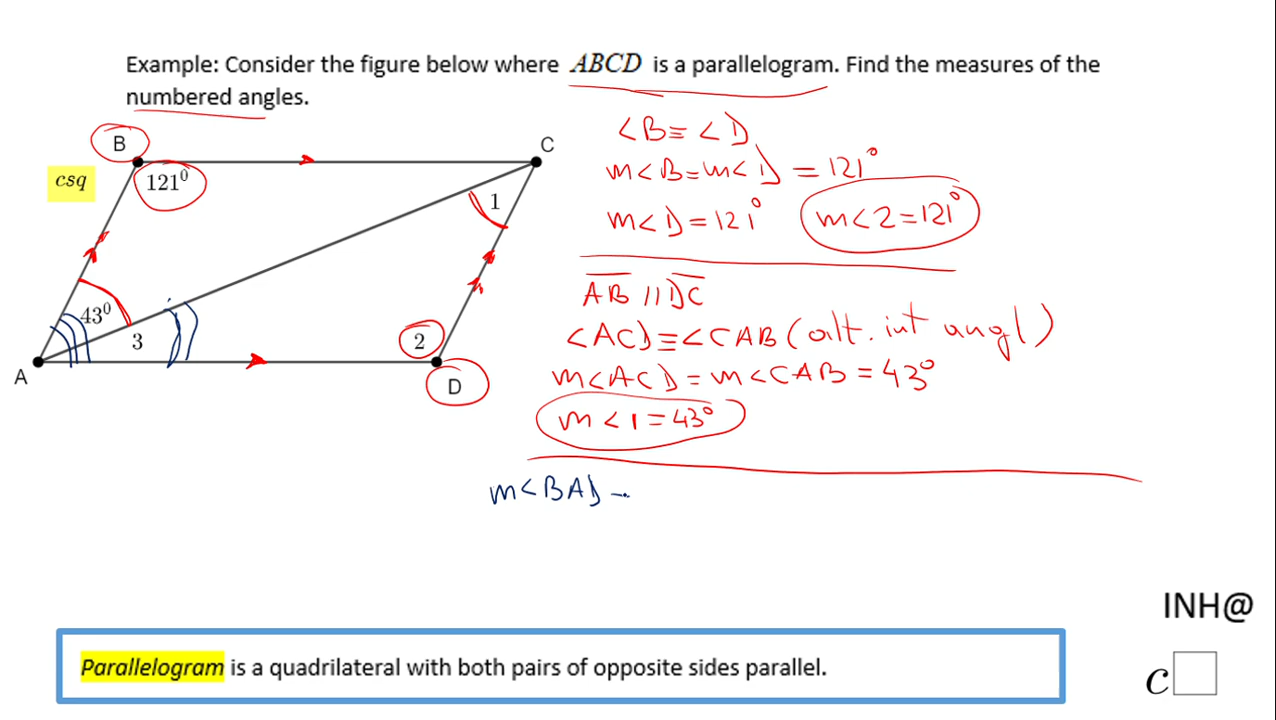 Example: Consider the figure below where ABCD is a parallelogram. Find the measures of the
numbered angles.
B
C
csq
121⁰
1
43⁰
3
2
A
D
<B≡<D
m<B=m<D=121°
m<D=121° m<2=121°
AB // DC
<ACD≡<CAB (alt. int angl)
m<ACD=m<CAB=43°
m<1=43°
m<BAD -
INH@
Parallelogram is a quadrilateral with both pairs of opposite sides parallel.
c□